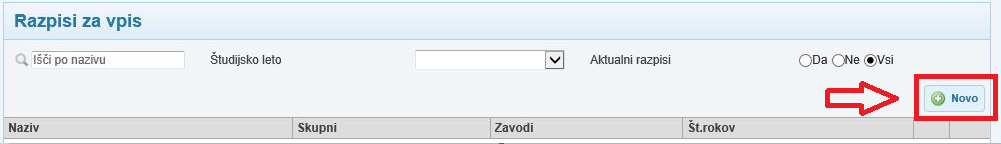 Razpisi za vpis
Išči po nazivu Študijsko leto Aktualni razpisi Da Ne Vsi
Novo
Naziv Skupni Zavodi Št.rokov